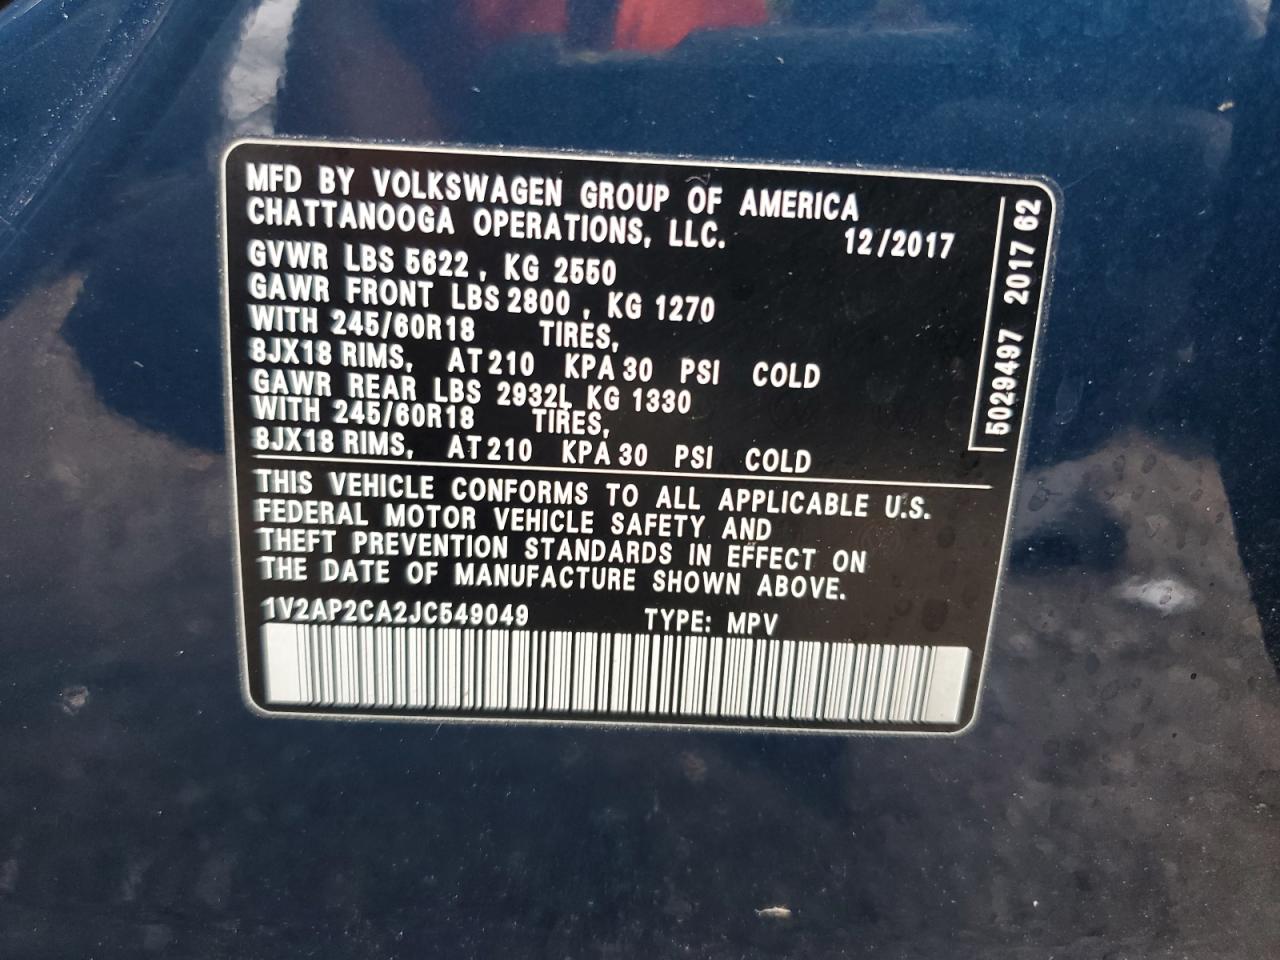 MFD BY VOLKSWAGEN GROUP OF AMERICA
CHATTANOOGA OPERATIONS, LLC. 12/2017
GVWR LBS 5622, KG 2550
GAWR FRONT LBS 2800, KG 1270
WITH 245/60R18 TIRES,
8JX18 RIMS, AT 210 KPA 30 PSI COLD
GAWR REAR LBS 2932L KG 1330
WITH 245/60R18 TIRES,
8JX18 RIMS, AT 210 KPA 30 PSI COLD
THIS VEHICLE CONFORMS TO ALL APPLICABLE U.S.
FEDERAL MOTOR VEHICLE SAFETY AND
THEFT PREVENTION STANDARDS IN EFFECT ON
THE DATE OF MANUFACTURE SHOWN ABOVE.
1V2AP2CA2JC549049 TYPE: MPV
5029497 2017 62